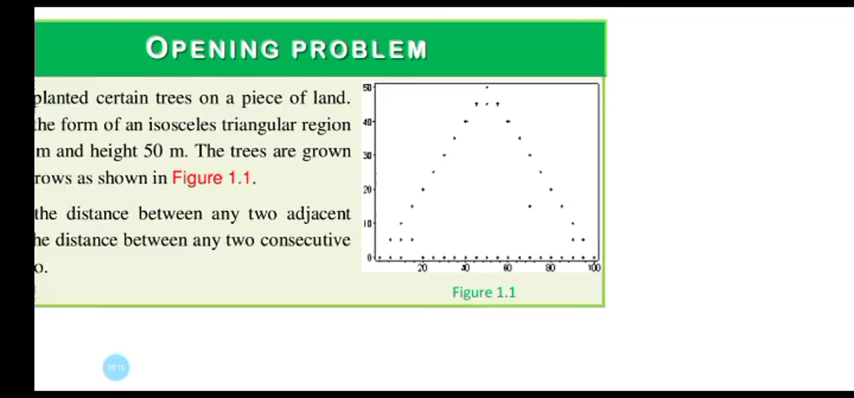 OPENING PROBLEM
planted certain trees on a piece of land.
the form of an isosceles triangular region
m and height 50 m. The trees are grown
rows as shown in Figure 1.1.
the distance between any two adjacent
he distance between any two consecutive
o.
50
40
30
20
10
0
20 40 60 80 100
Figure 1.1